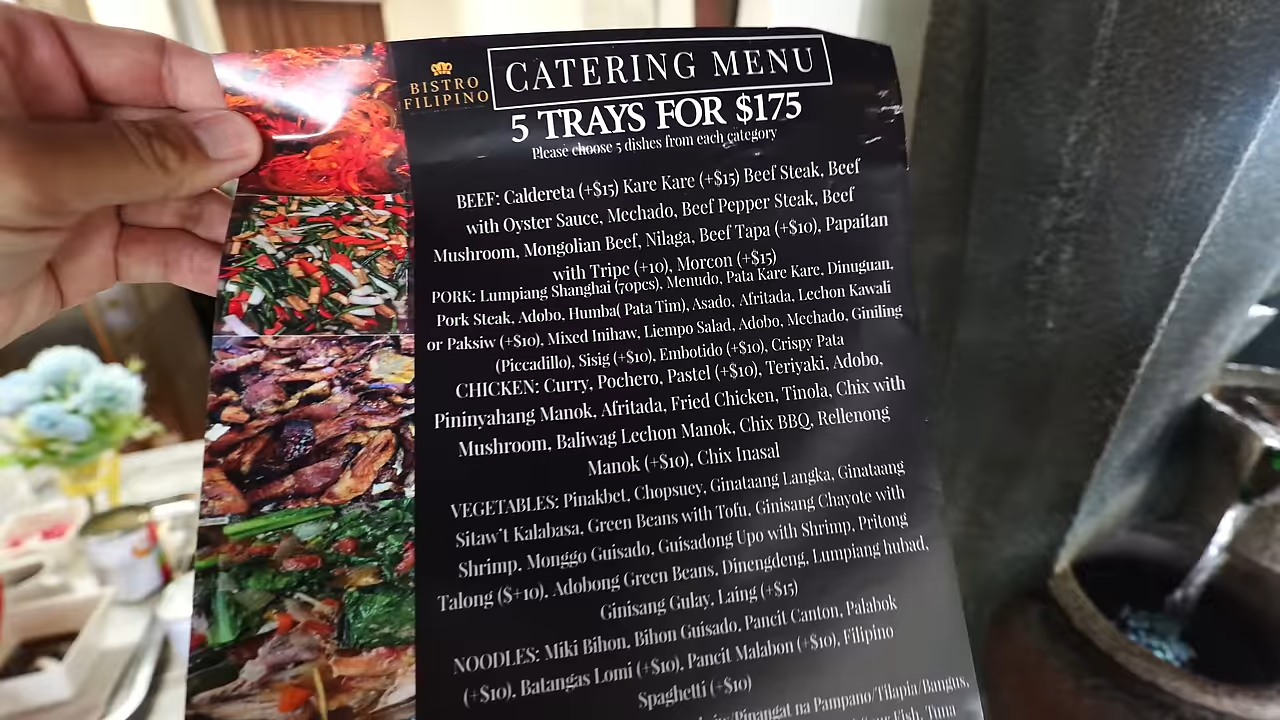 BISTRO
FILIPINO
CATERING MENU
5 TRAYS FOR $175
Please choose 5 dishes from each category
BEEF: Caldereta (+$15) Kare Kare (+$15) Beef Steak, Beef
with Oyster Sauce, Mechado, Beef Pepper Steak, Beef
Mushroom, Mongolian Beef, Nilaga, Beef Tapa (+$10), Papaitan
with Tripe (+10), Morcon (+$15)
PORK: Lumpiang Shanghai (70pcs), Menudo, Pata Kare Kare, Dinuguan,
Pork Steak, Adobo, Humba( Pata Tim), Asado, Afritada, Lechon Kawali
or Paksiw (+$10), Mixed Inihaw, Liempo Salad, Adobo, Mechado, Giniling
(Piccadillo), Sisig (+$10), Embotido (+$10), Crispy Pata
CHICKEN: Curry, Pochero, Pastel (+$10), Teriyaki, Adobo,
Pininyahang Manok, Afritada, Fried Chicken, Tinola, Chix with
Mushroom, Baliwag Lechon Manok, Chix BBQ, Rellenong
Manok (+$10), Chix Inasal
VEGETABLES: Pinakbet, Chopsuey, Ginataang Langka, Ginataang
Sitaw't Kalabasa, Green Beans with Tofu, Ginisang Chayote with
Shrimp, Monggo Guisado, Guisadong Upo with Shrimp, Pritong
Talong ($+10), Adobong Green Beans, Dinengdeng, Lumpiang hubad,
Ginisang Gulay, Laing (+$15)
NOODLES: Miki Bihon, Bihon Guisado, Pancit Canton, Palabok
(+$10), Batangas Lomi (+$10), Pancit Malabon (+$10), Filipino
Spaghetti (+$10)
na Pampano/Tilapia/Bangus,
Fish, Tuna